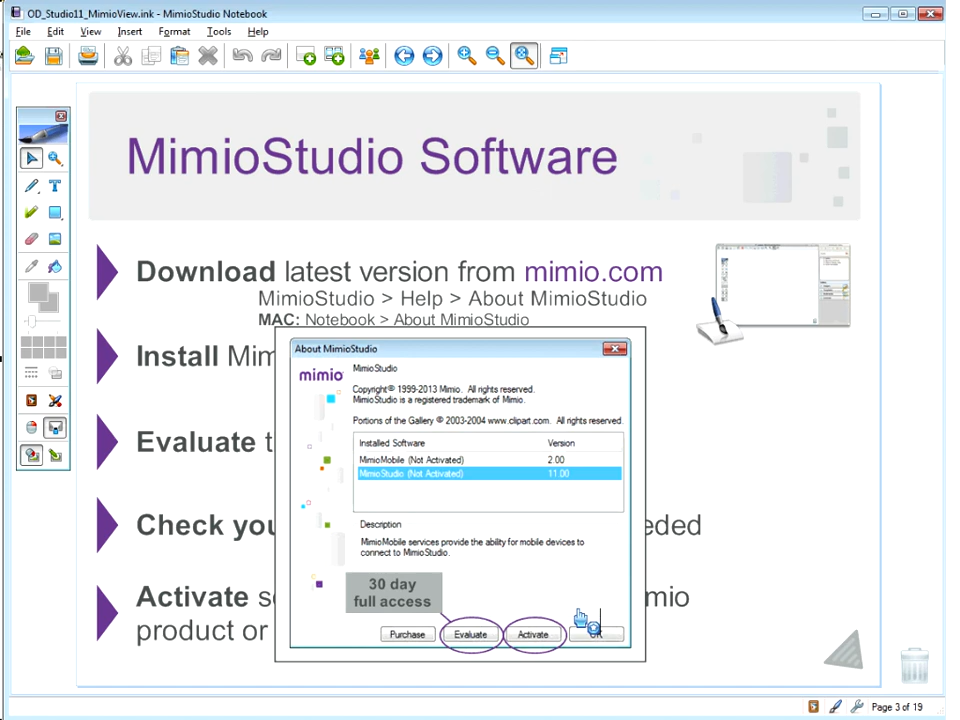 OD_Studio11_MimioView.ink - MimioStudio Notebook
File Edit View Insert Format Tools Help
MimioStudio Software
Download latest version from mimio.com
MimioStudio > Help > About MimioStudio
MAC: Notebook > About MimioStudio
Install Mim
About MimioStudio
mimio
MimioStudio
Copyright© 1999-2013 Mimio. All rights reserved.
MimioStudio is a registered trademark of Mimio.
Portions of the Gallery © 2003-2004 www.clipart.com. All rights reserved.
Installed Software Version
MimioMobile (Not Activated) 2.00
MimioStudio (Not Activated) 11.00
Evaluate t
Description
Check you eded
MimioMobile services provide the ability for mobile devices to
connect to MimioStudio.
30 day
full access
Activate s mio
product or
Purchase Evaluate Activate
Page 3 of 19